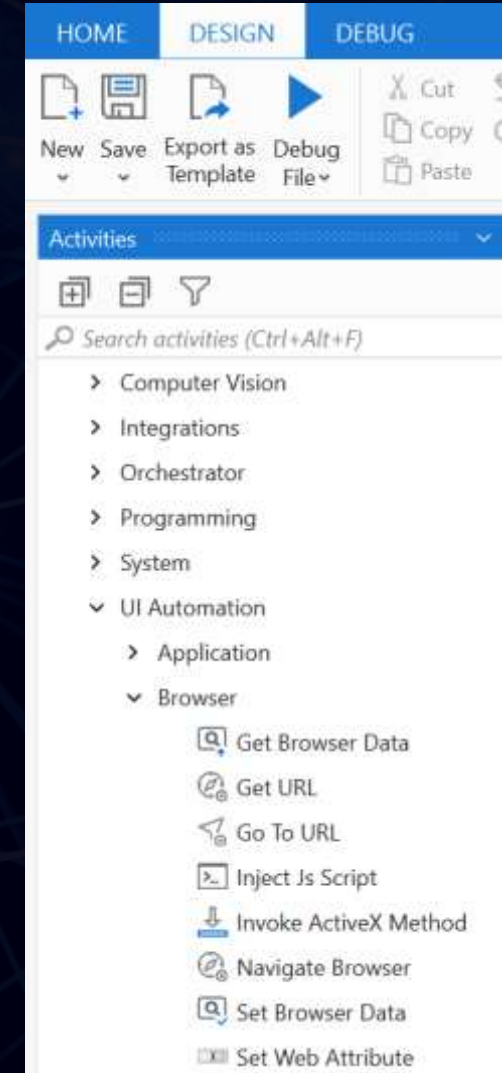 HOME DESIGN DEBUG
New Save Export as Template Debug File
Cut
Copy
Paste
Activities
Search activities (Ctrl+Alt+F)
Computer Vision
Integrations
Orchestrator
Programming
System
UI Automation
Application
Browser
Get Browser Data
Get URL
Go To URL
Inject Js Script
Invoke ActiveX Method
Navigate Browser
Set Browser Data
Set Web Attribute